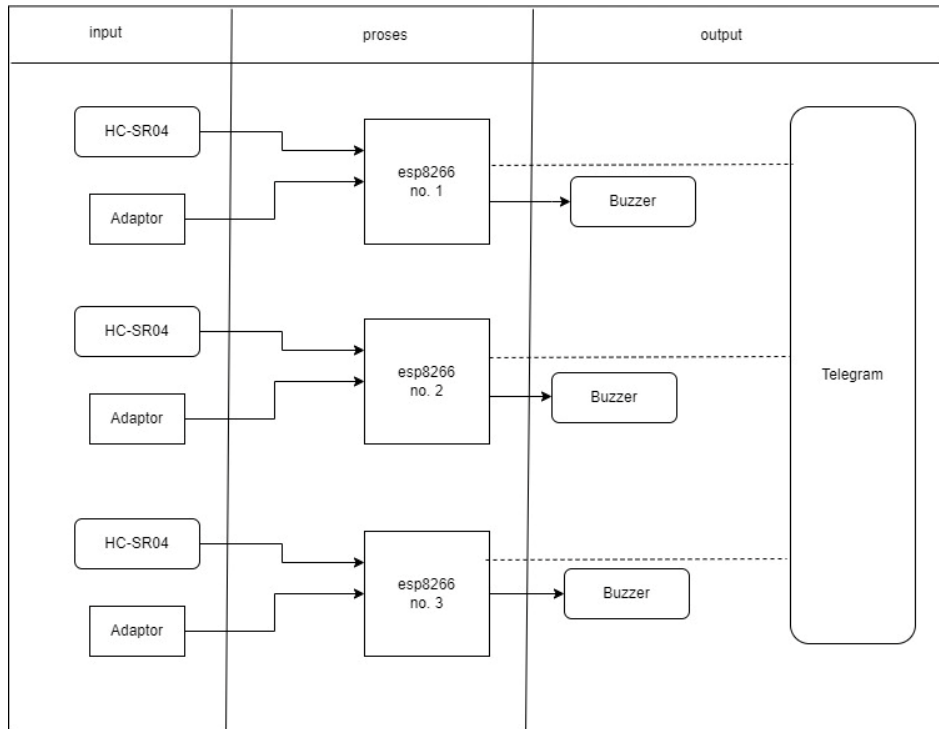 input
proses
output
HC-SR04
Adaptor
esp8266
no. 1
Buzzer
HC-SR04
Adaptor
esp8266
no. 2
Buzzer
Telegram
HC-SR04
Adaptor
esp8266
no. 3
Buzzer